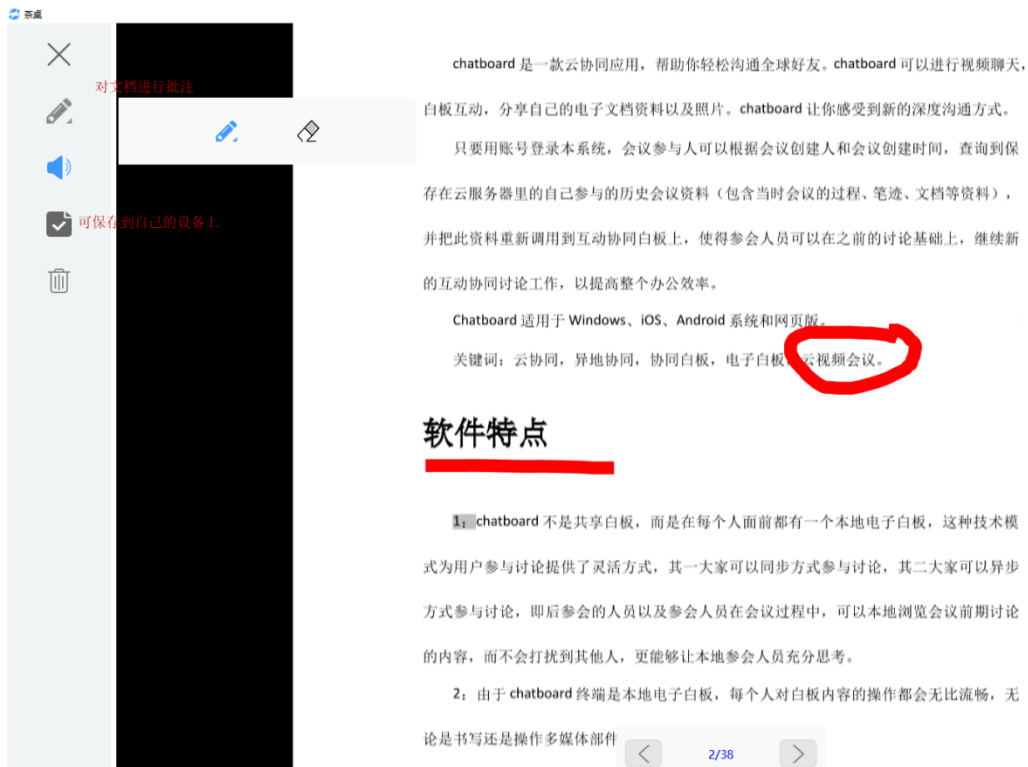 茶桌
对文档进行批注
可保存到自己的设备上
chatboard 是一款云协同应用，帮助你轻松沟通全球好友。chatboard 可以进行视频聊天，
白板互动，分享自己的电子文档资料以及照片。chatboard 让你感受到新的深度沟通方式。
只要用账号登录本系统，会议参与人可以根据会议创建人和会议创建时间，查询到保
存在云服务器里的自己参与的历史会议资料（包含当时会议的过程、笔迹、文档等资料），
并把此资料重新调用到互动协同白板上，使得参会人员可以在之前的讨论基础上，继续新
的互动协同讨论工作，以提高整个办公效率。
Chatboard 适用于 Windows、iOS、Android 系统和网页版。
关键词：云协同，异地协同，协同白板，电子白板 云视频会议。
软件特点
1：chatboard 不是共享白板，而是在每个人面前都有一个本地电子白板，这种技术模
式为用户参与讨论提供了灵活方式，其一大家可以同步方式参与讨论，其二大家可以异步
方式参与讨论，即后参会的人员以及参会人员在会议过程中，可以本地浏览会议前期讨论
的内容，而不会打扰到其他人，更能够让本地参会人员充分思考。
2：由于 chatboard 终端是本地电子白板，每个人对白板内容的操作都会无比流畅，无
论是书写还是操作多媒体部件
2/38